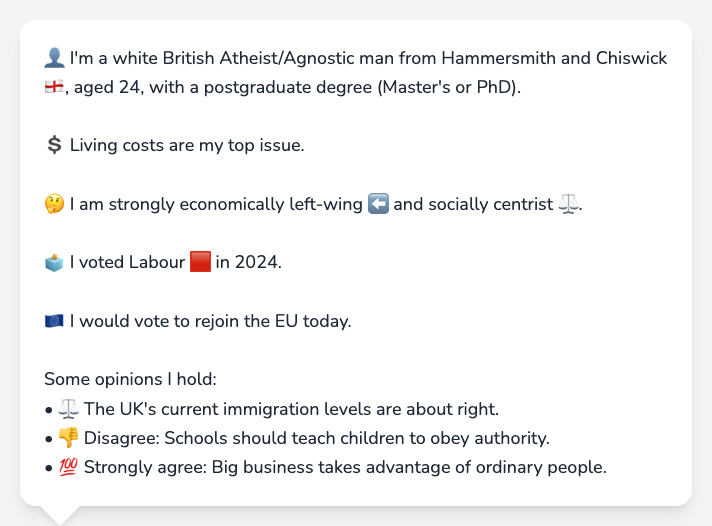 👤 I'm a white British Atheist/Agnostic man from Hammersmith and Chiswick
🏴󠁧󠁢󠁥󠁮󠁧󠁿, aged 24, with a postgraduate degree (Master's or PhD).
💲 Living costs are my top issue.
🤔 I am strongly economically left-wing ⬅️ and socially centrist ⚖️.
🗳️ I voted Labour 🟥 in 2024.
🇪🇺 I would vote to rejoin the EU today.
Some opinions I hold:
• ⚖️ The UK's current immigration levels are about right.
• 👎 Disagree: Schools should teach children to obey authority.
• 💯 Strongly agree: Big business takes advantage of ordinary people.